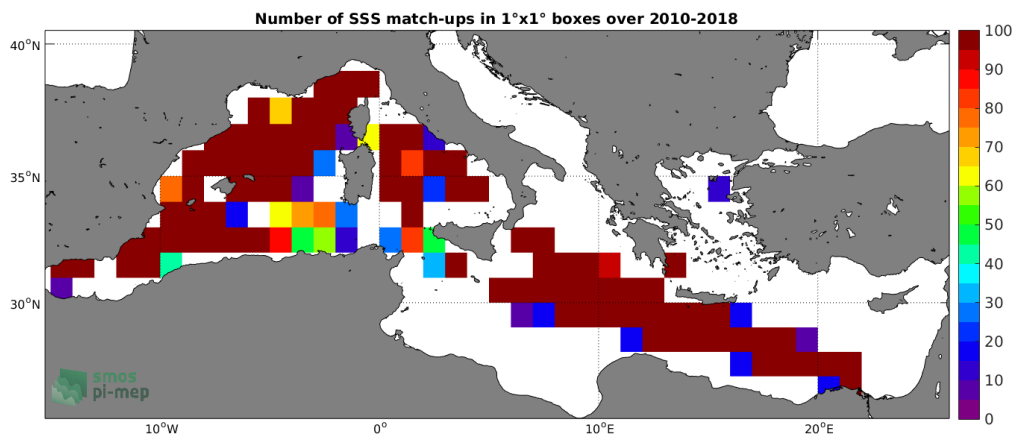 Number of SSS match-ups in 1°x1° boxes over 2010-2018
40°N
35°N
30°N
10°W
0°
10°E
20°E
100
90
80
70
60
50
40
30
20
10
0
smos
pi-mep